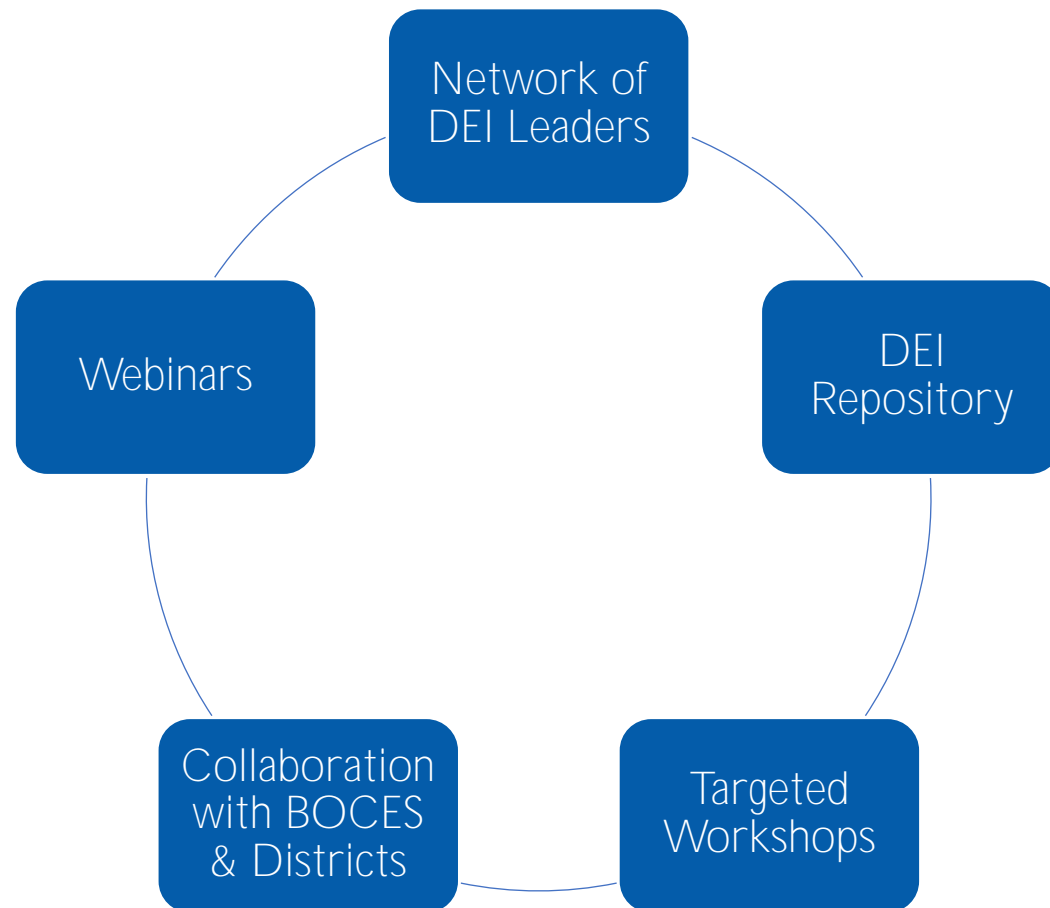 Network of
DEI Leaders
DEI
Repository
Targeted
Workshops
Collaboration
with BOCES
& Districts
Webinars